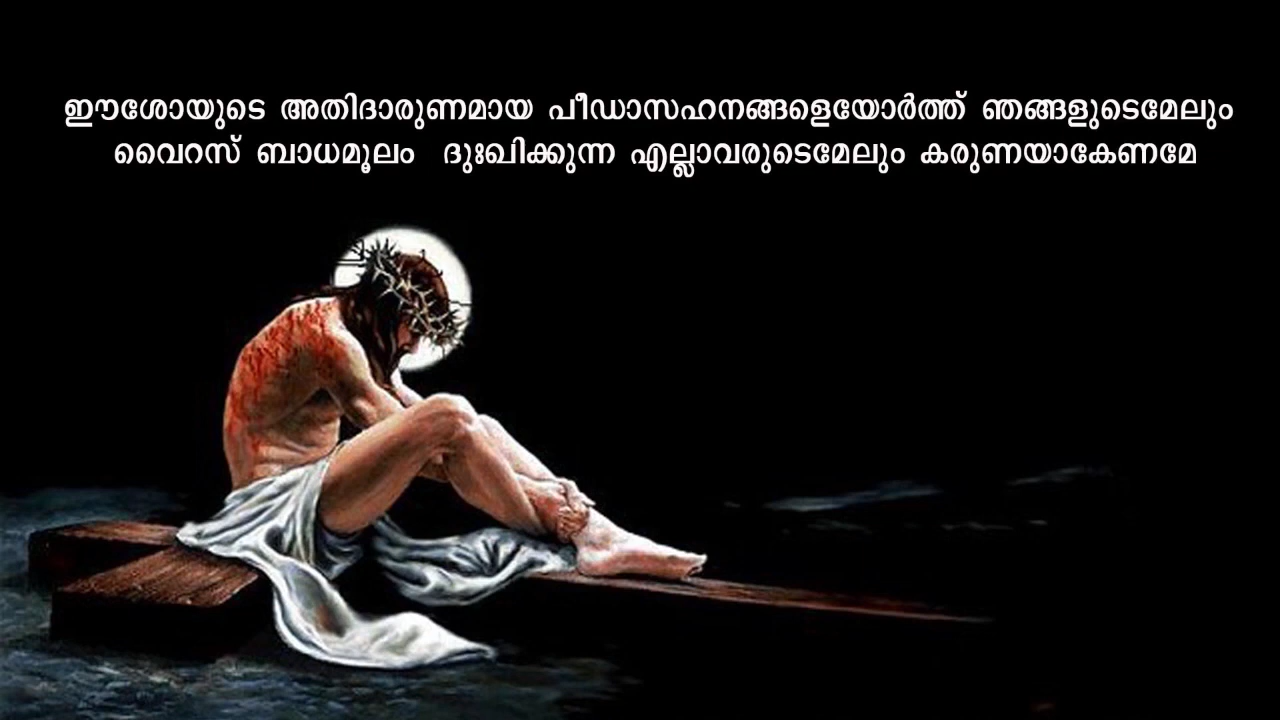 ഈശോയുടെ അതിദാരുണമായ പീഡാസഹനങ്ങളെയോർത്ത് ഞങ്ങളുടെമേലും
വൈറസ് ബാധമൂലം ദുഃഖിക്കുന്ന എല്ലാവരുടെമേലും കരുണയാകേണമേ